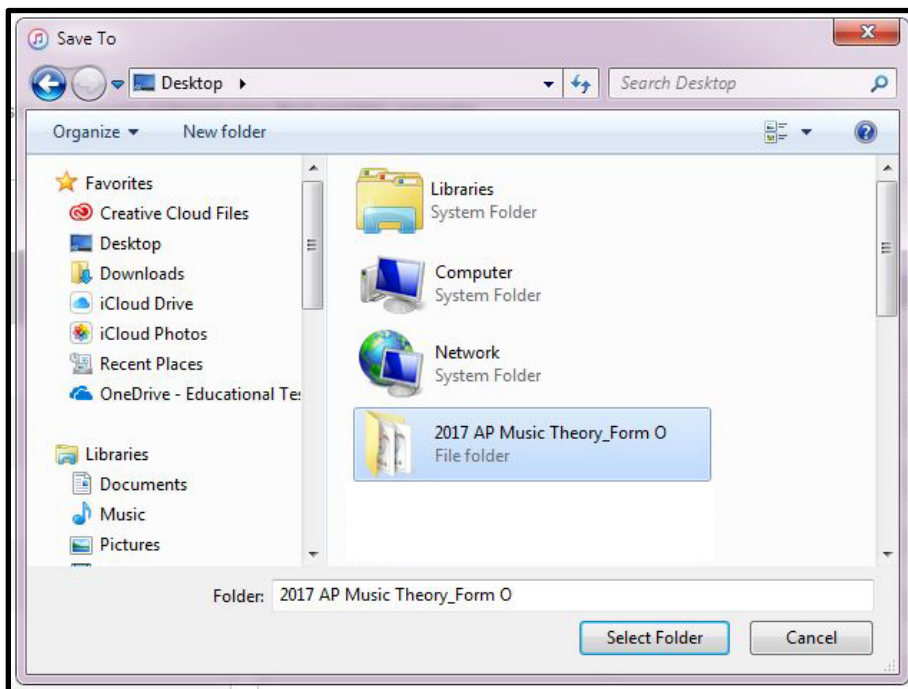 Save To
Desktop
Search Desktop
Organize
New folder
Favorites
Creative Cloud Files
Desktop
Downloads
iCloud Drive
iCloud Photos
Recent Places
OneDrive - Educational Te
Libraries
Documents
Music
Pictures
Libraries
System Folder
Computer
System Folder
Network
System Folder
2017 AP Music Theory_Form O
File folder
Folder: 2017 AP Music Theory_Form O
Select Folder
Cancel